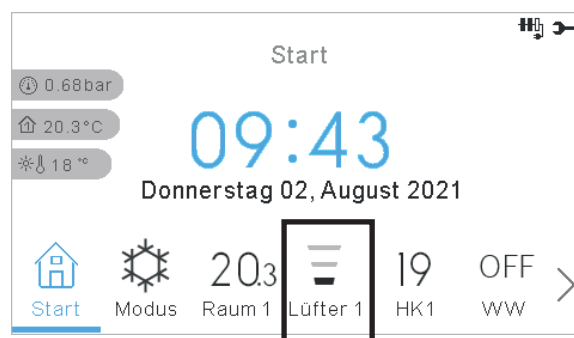 Start
0.68bar
20.3°C
18 °C
09:43
Donnerstag 02, August 2021
20.3 19 OFF
Start Modus Raum 1 Lüfter 1 HK1 WW